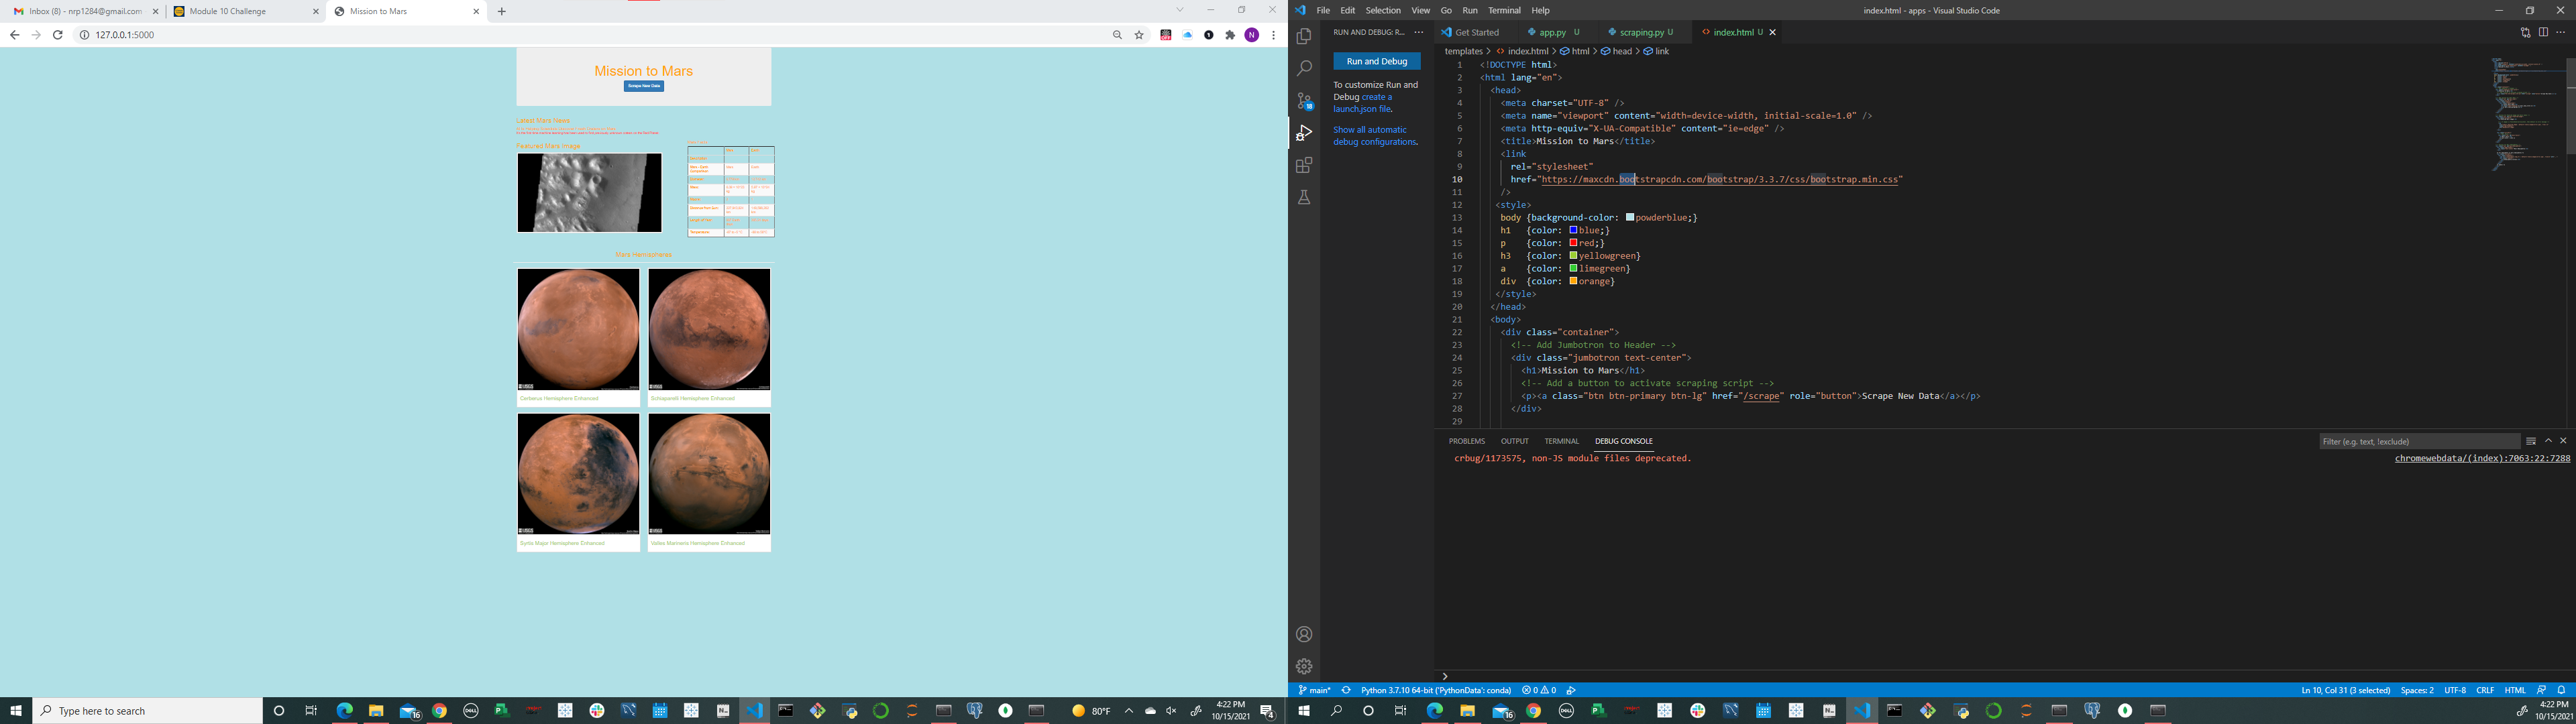 Inbox (8) - nrp1284@gmail.com
Module 10 Challenge
Mission to Mars
127.0.0.1:5000
Mission to Mars
Scrape New Data
Latest Mars News
Featured Mars Image
Mars Hemispheres
Cerberus Hemisphere Enhanced
Schiaparelli Hemisphere Enhanced
Syrtis Major Hemisphere Enhanced
Valles Marineris Hemisphere Enhanced
Type here to search
16
80°F
4:22 PM
10/15/2021
4
File Edit Selection View Go Run Terminal Help
index.html - apps - Visual Studio Code
RUN AND DEBUG: R... ···
Run and Debug
To customize Run and
Debug create a
launch.json file.
Show all automatic
debug configurations.
18
Get Started
app.py U
scraping.py U
index.html U
templates > index.html > html > head > link
1 <!DOCTYPE html>
2 <html lang="en">
3 <head>
4 <meta charset="UTF-8" />
5 <meta name="viewport" content="width=device-width, initial-scale=1.0" />
6 <meta http-equiv="X-UA-Compatible" content="ie=edge" />
7 <title>Mission to Mars</title>
8 <link
9 rel="stylesheet"
10 href="https://maxcdn.bootstrapcdn.com/bootstrap/3.3.7/css/bootstrap.min.css"
11 />
12 <style>
13 body {background-color: powderblue;}
14 h1 {color: blue;}
15 p {color: red;}
16 h3 {color: yellowgreen}
17 a {color: limegreen}
18 div {color: orange}
19 </style>
20 </head>
21 <body>
22 <div class="container">
23 <!-- Add Jumbotron to Header -->
24 <div class="jumbotron text-center">
25 <h1>Mission to Mars</h1>
26 <!-- Add a button to activate scraping script -->
27 <p><a class="btn btn-primary btn-lg" href="/scrape" role="button">Scrape New Data</a></p>
28 </div>
29
PROBLEMS OUTPUT TERMINAL DEBUG CONSOLE
Filter (e.g. text, !exclude)
crbug/1173575, non-JS module files deprecated.
chromewebdata/(index):7063:22:7288
main*
Python 3.7.10 64-bit ('PythonData': conda)
0 0
Ln 10, Col 31 (3 selected) Spaces: 2 UTF-8 CRLF HTML
16
4:22 PM
10/15/2021